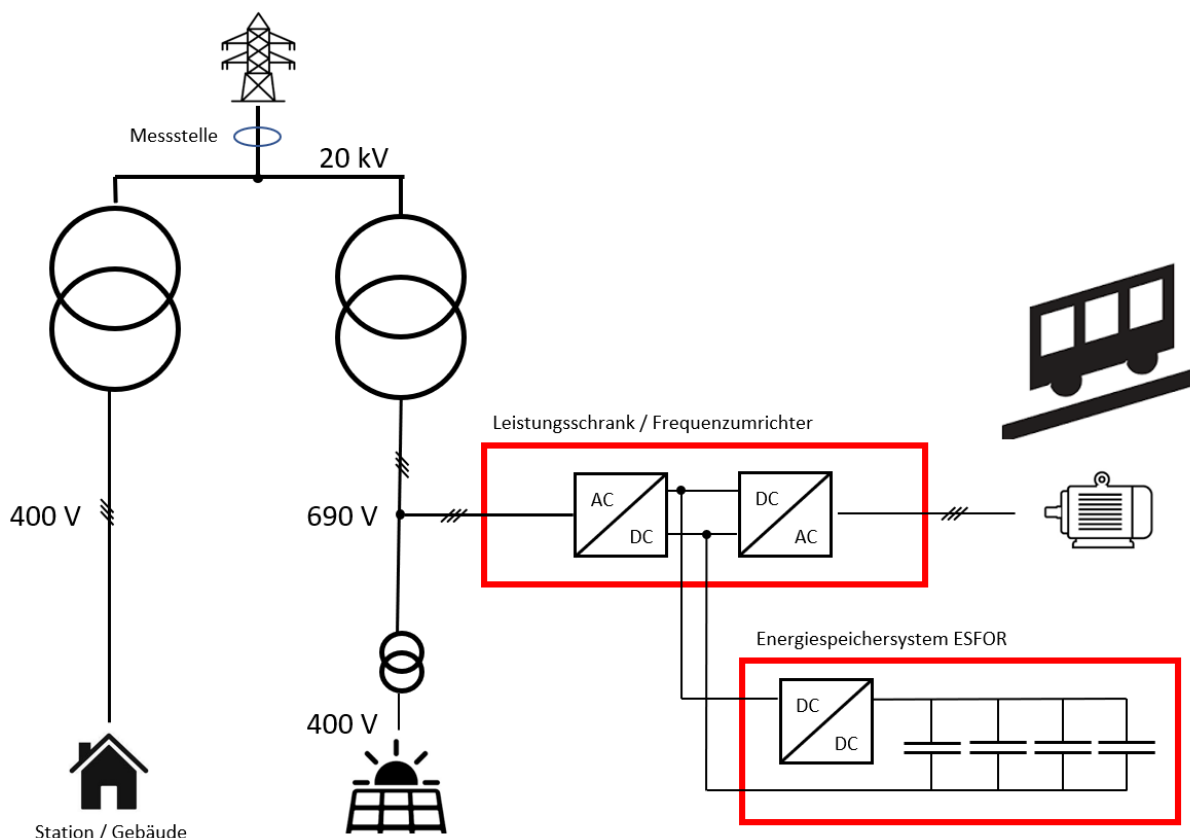 Messstelle
20 kV
Leistungsschrank / Frequenzumrichter
AC
DC
DC
AC
400 V
690 V
Energiespeichersystem ESFOR
DC
DC
400 V
Station / Gebäude